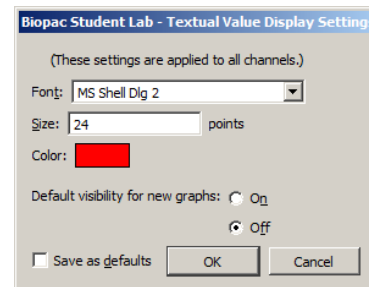 Biopac Student Lab - Textual Value Display Setting
(These settings are applied to all channels.)
Font: MS Shell Dlg 2
Size: 24 points
Color:
Default visibility for new graphs: On
Off
Save as defaults OK Cancel